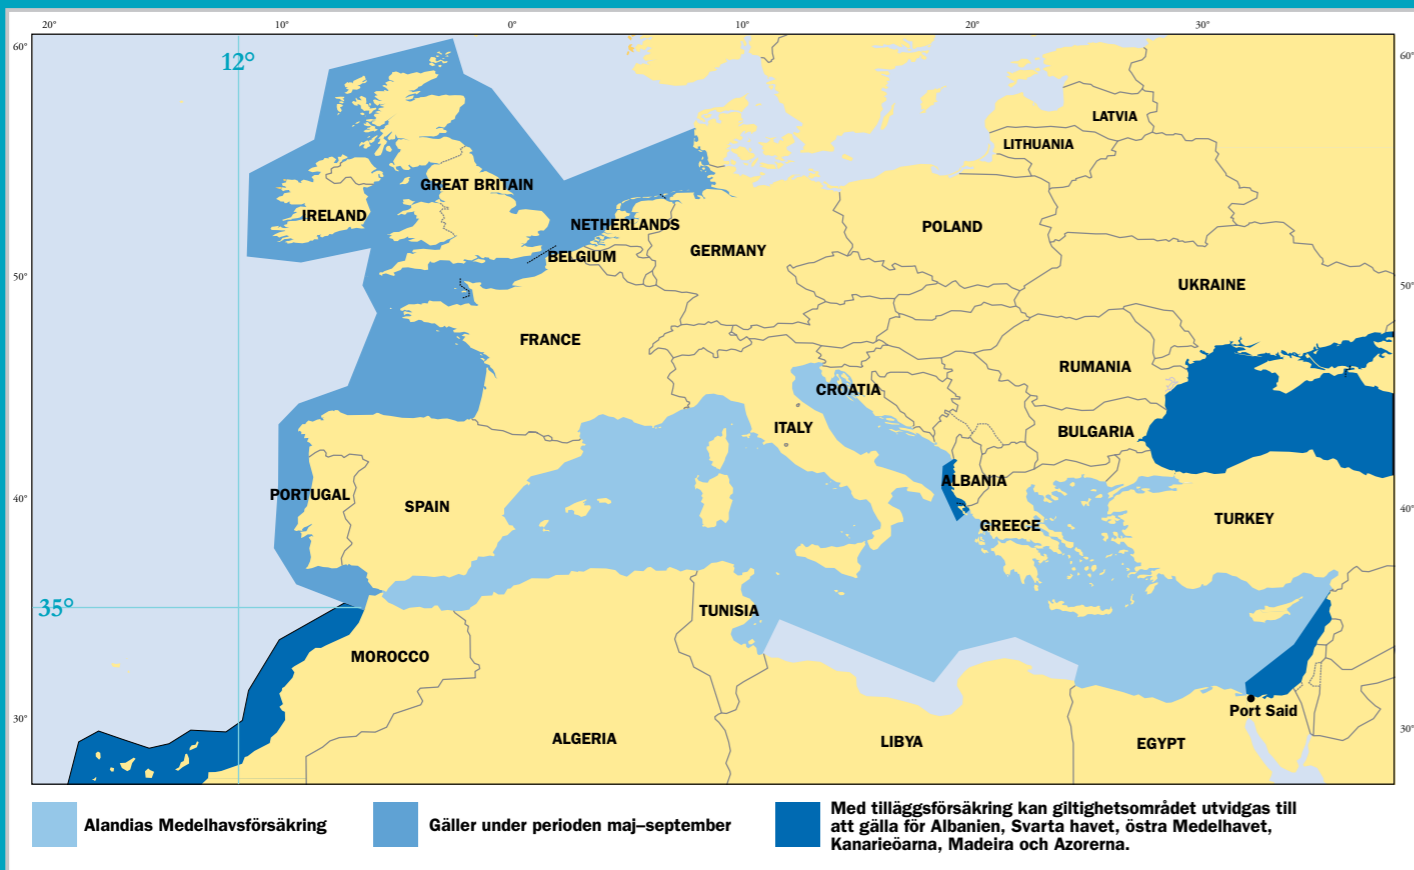 20°
10°
0°
10°
20°
30°
60°
60°
12°
LATVIA
LITHUANIA
GREAT BRITAIN
IRELAND
NETHERLANDS
POLAND
GERMANY
BELGIUM
50°
50°
UKRAINE
FRANCE
RUMANIA
CROATIA
ITALY
BULGARIA
ALBANIA
PORTUGAL
SPAIN
40°
40°
GREECE
TURKEY
35°
TUNISIA
MOROCCO
Port Said
30°
30°
ALGERIA
LIBYA
EGYPT
Alandias Medelhavsförsäkring
Gäller under perioden maj–september
Med tilläggsförsäkring kan giltighetsområdet utvidgas till
att gälla för Albanien, Svarta havet, östra Medelhavet,
Kanarieöarna, Madeira och Azorerna.